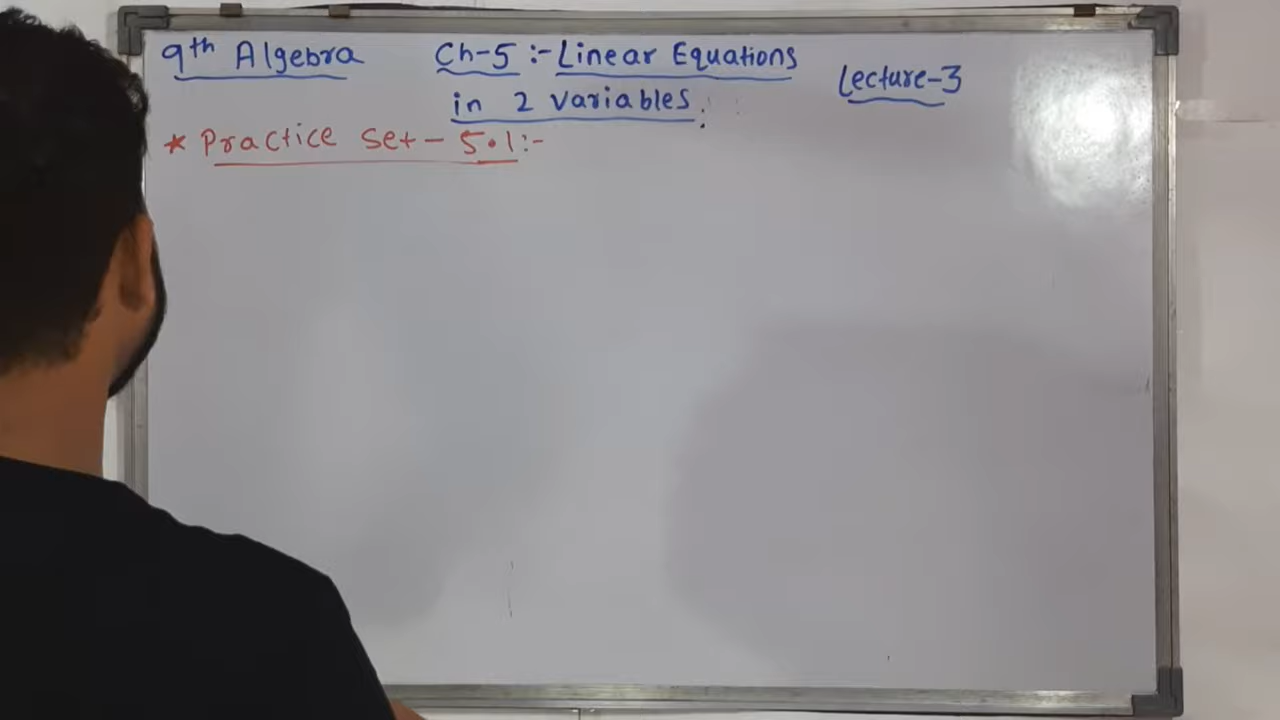 9th Algebra Ch-5 :- Linear Equations
in 2 variables. Lecture-3
* Practice set - 5.1:-